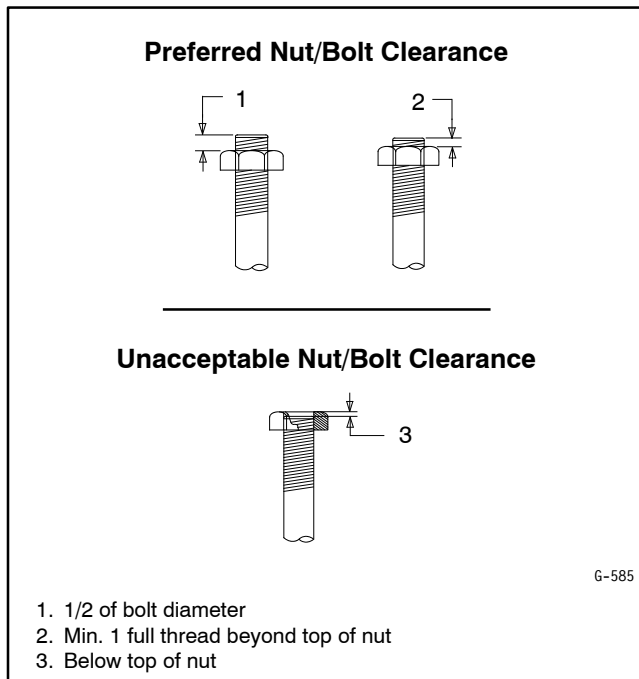 Preferred Nut/Bolt Clearance
1
2
Unacceptable Nut/Bolt Clearance
3
G-585
1. 1/2 of bolt diameter
2. Min. 1 full thread beyond top of nut
3. Below top of nut